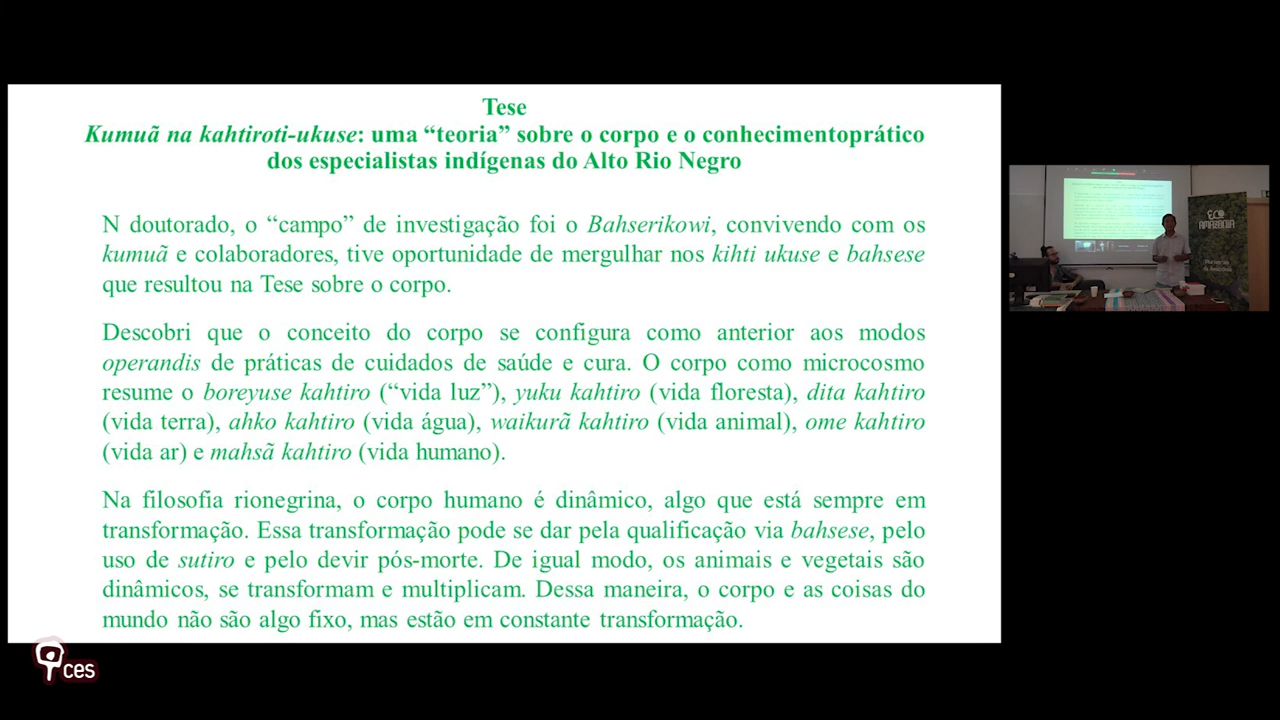 Tese
Kumuã na kahtiroti-ukuse: uma “teoria” sobre o corpo e o conhecimentoprático
dos especialistas indígenas do Alto Rio Negro
N doutorado, o “campo” de investigação foi o Bahserikowi, convivendo com os
kumuã e colaboradores, tive oportunidade de mergulhar nos kihti ukuse e bahsese
que resultou na Tese sobre o corpo.
Descobri que o conceito do corpo se configura como anterior aos modos
operandis de práticas de cuidados de saúde e cura. O corpo como microcosmo
resume o boreyuse kahtiro (“vida luz”), yuku kahtiro (vida floresta), dita kahtiro
(vida terra), ahko kahtiro (vida água), waikurã kahtiro (vida animal), ome kahtiro
(vida ar) e mahsã kahtiro (vida humano).
Na filosofia rionegrina, o corpo humano é dinâmico, algo que está sempre em
transformação. Essa transformação pode se dar pela qualificação via bahsese, pelo
uso de sutiro e pelo devir pós-morte. De igual modo, os animais e vegetais são
dinâmicos, se transformam e multiplicam. Dessa maneira, o corpo e as coisas do
mundo não são algo fixo, mas estão em constante transformação.
ECO
AMAZONIA
ces